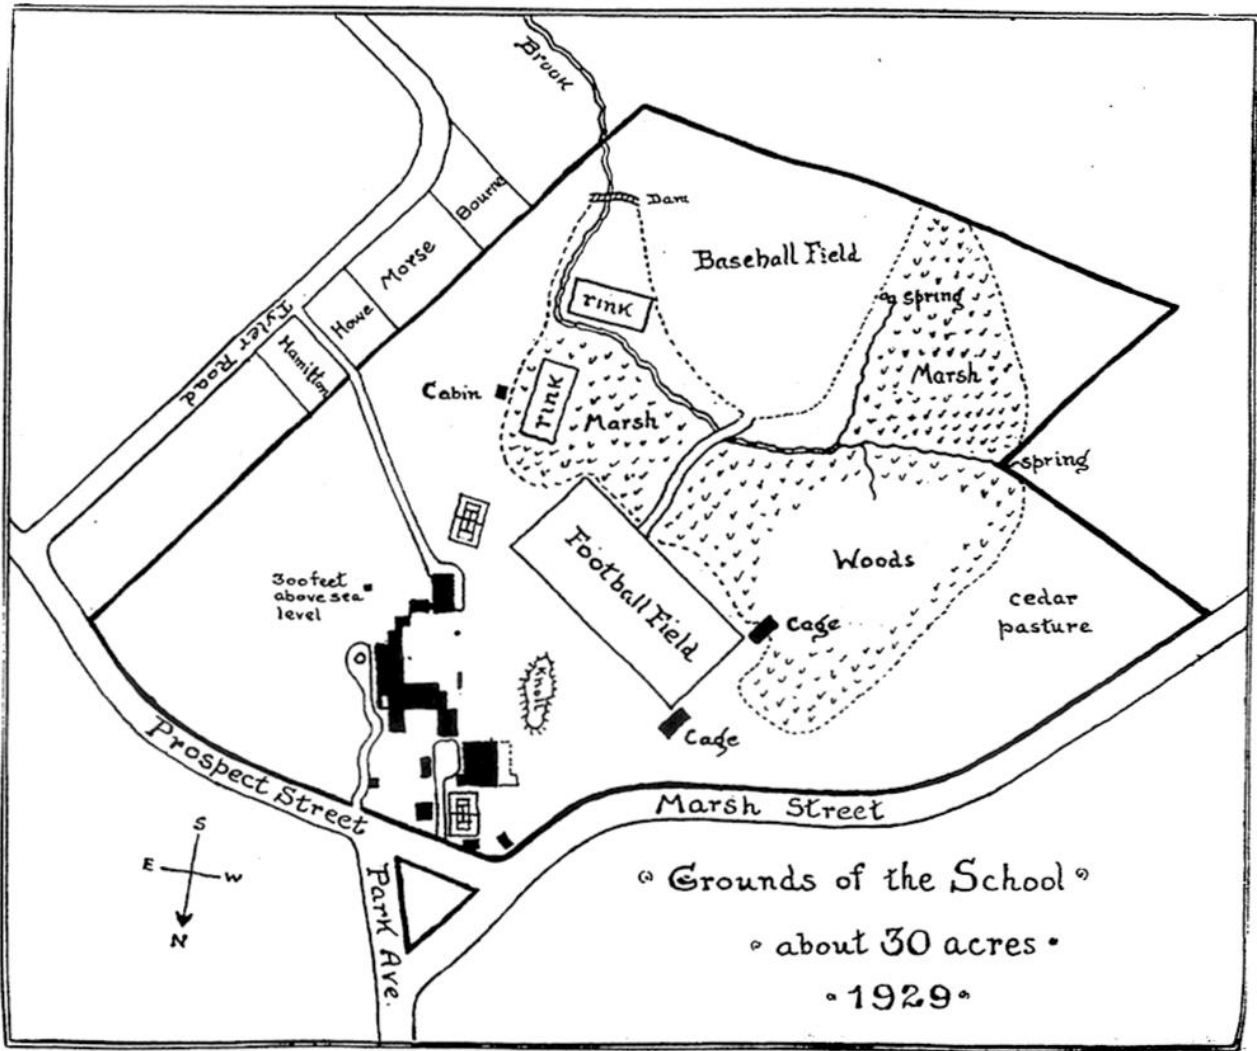 Brook
Dam
Bourne
Baseball Field
Morse
spring
rink
Howe
Tyler Road
Hamilton
Marsh
Cabin
rink
Marsh
spring
Football Field
Woods
300 feet
above sea
level
cedar
pasture
Cage
Knoll
Cage
Prospect Street
Marsh Street
S
E
W
N
Park Ave.
Grounds of the School
about 30 acres
1929